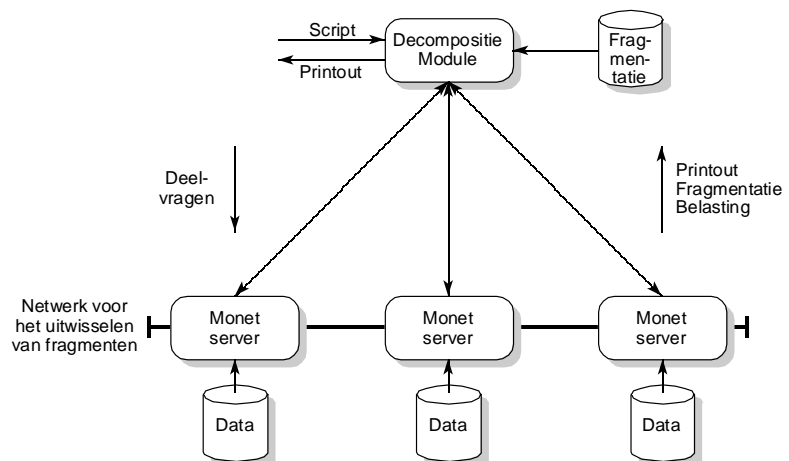 Script
Printout
Decompositie
Module
Frag-
men-
tatie
Deel-
vragen
Printout
Fragmentatie
Belasting
Netwerk voor
het uitwisselen
van fragmenten
Monet
server
Monet
server
Monet
server
Data
Data
Data